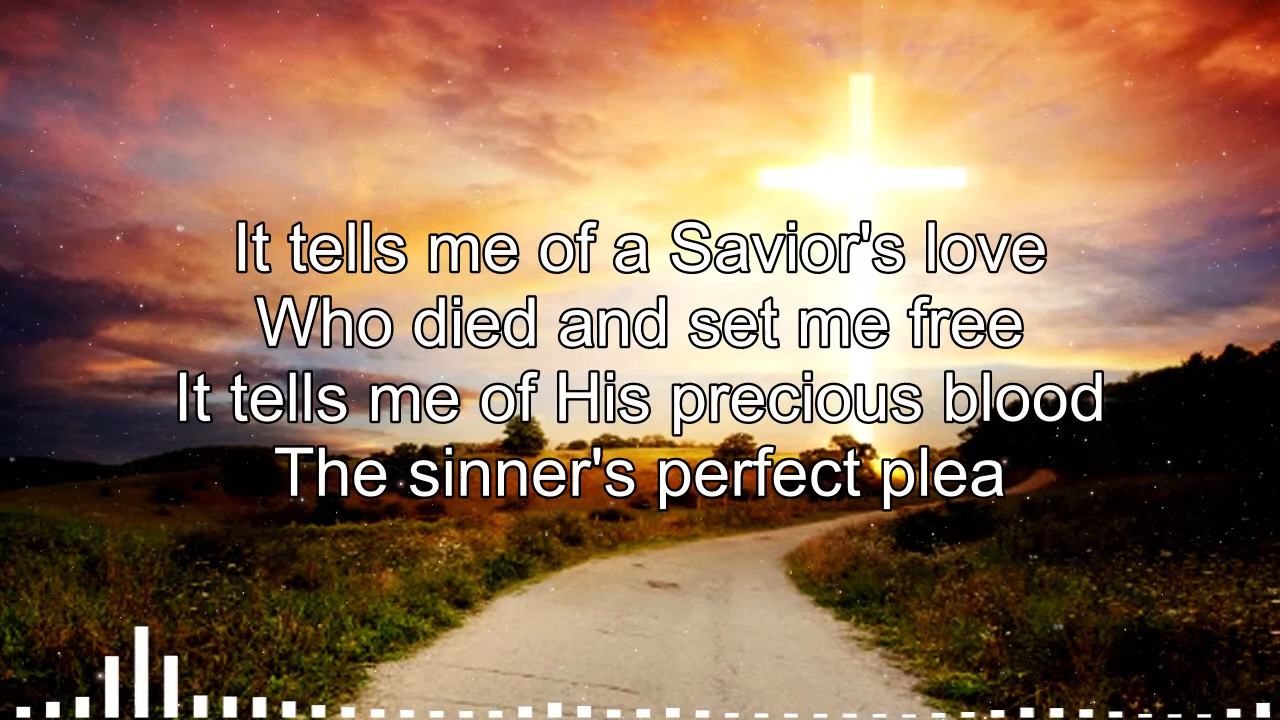 It tells me of a Savior's love
Who died and set me free
It tells me of His precious blood
The sinner's perfect plea